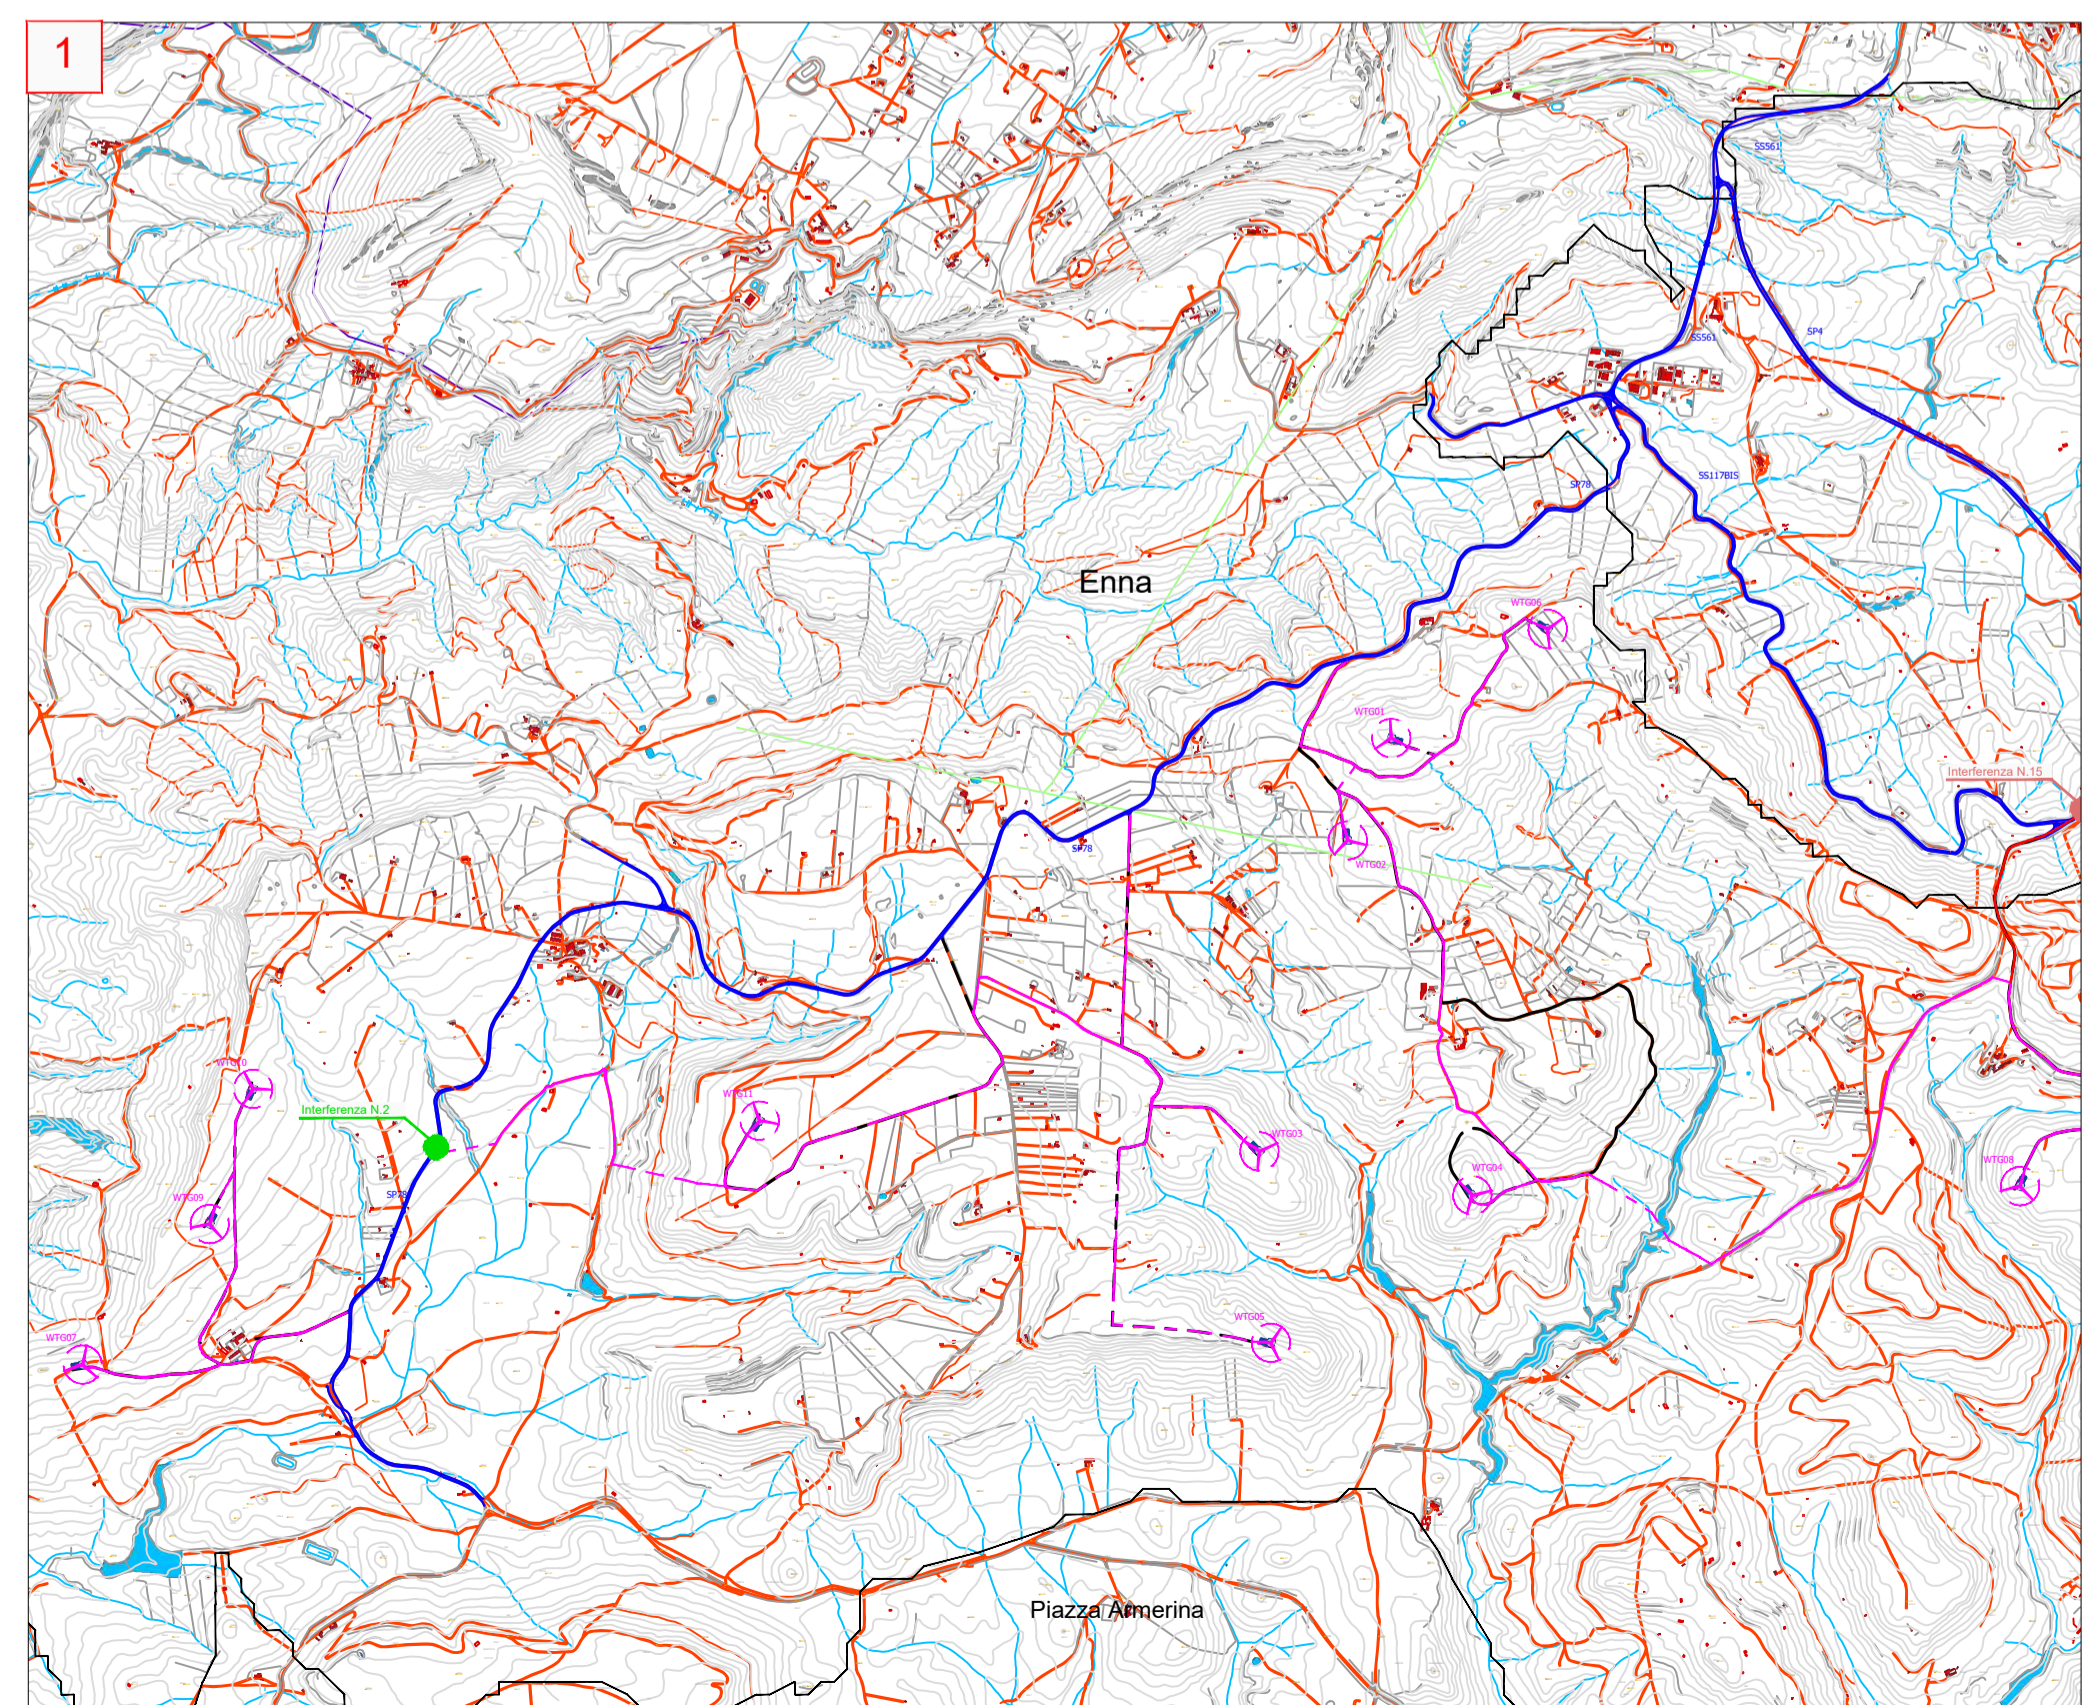 1
SS561
SP4
SS561
SS117BIS
SP78
Enna
WTG06
WTG01
Interferenza N.15
SP78
WTG02
WTG10
WTG11
Interferenza N.2
WTG03
WTG08
WTG04
SP78
WTG09
WTG05
WTG07
Piazza Armerina